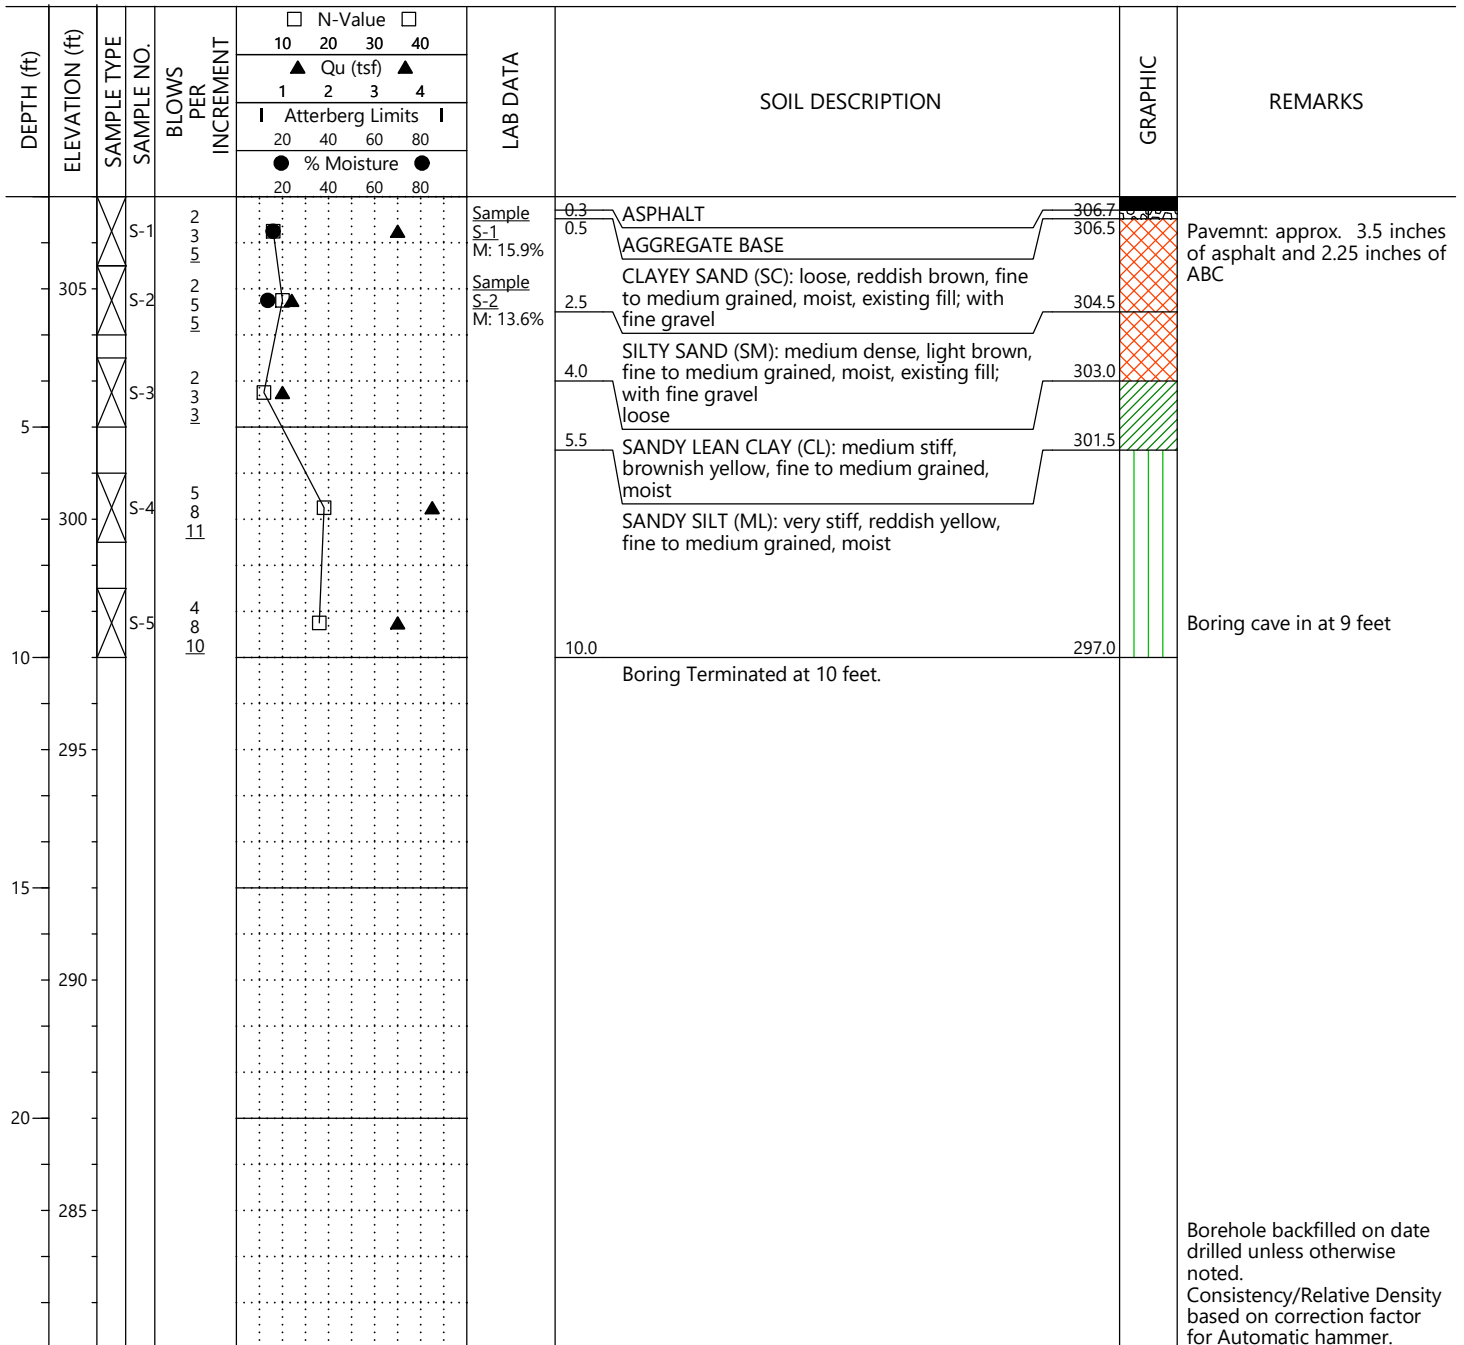 DEPTH (ft)
ELEVATION (ft)
SAMPLE TYPE
SAMPLE NO.
BLOWS
PER
INCREMENT
N-Value
10 20 30 40
Qu (tsf)
1 2 3 4
Atterberg Limits
20 40 60 80
% Moisture
20 40 60 80
LAB DATA
SOIL DESCRIPTION
GRAPHIC
REMARKS
S-1
2
3
5
Sample
S-1
M: 15.9%
0.3 ASPHALT 306.7
0.5 306.5
AGGREGATE BASE
Pavemnt: approx. 3.5 inches
of asphalt and 2.25 inches of
ABC
305
S-2
2
5
5
Sample
S-2
M: 13.6%
CLAYEY SAND (SC): loose, reddish brown, fine
to medium grained, moist, existing fill; with
fine gravel
2.5 304.5
SILTY SAND (SM): medium dense, light brown,
fine to medium grained, moist, existing fill;
with fine gravel
loose
4.0 303.0
S-3
2
3
3
5
5.5 301.5
SANDY LEAN CLAY (CL): medium stiff,
brownish yellow, fine to medium grained,
moist
300
S-4
5
8
11
SANDY SILT (ML): very stiff, reddish yellow,
fine to medium grained, moist
S-5
4
8
10
Boring cave in at 9 feet
10
10.0 297.0
Boring Terminated at 10 feet.
295
15
290
20
285
Borehole backfilled on date
drilled unless otherwise
noted.
Consistency/Relative Density
based on correction factor
for Automatic hammer.